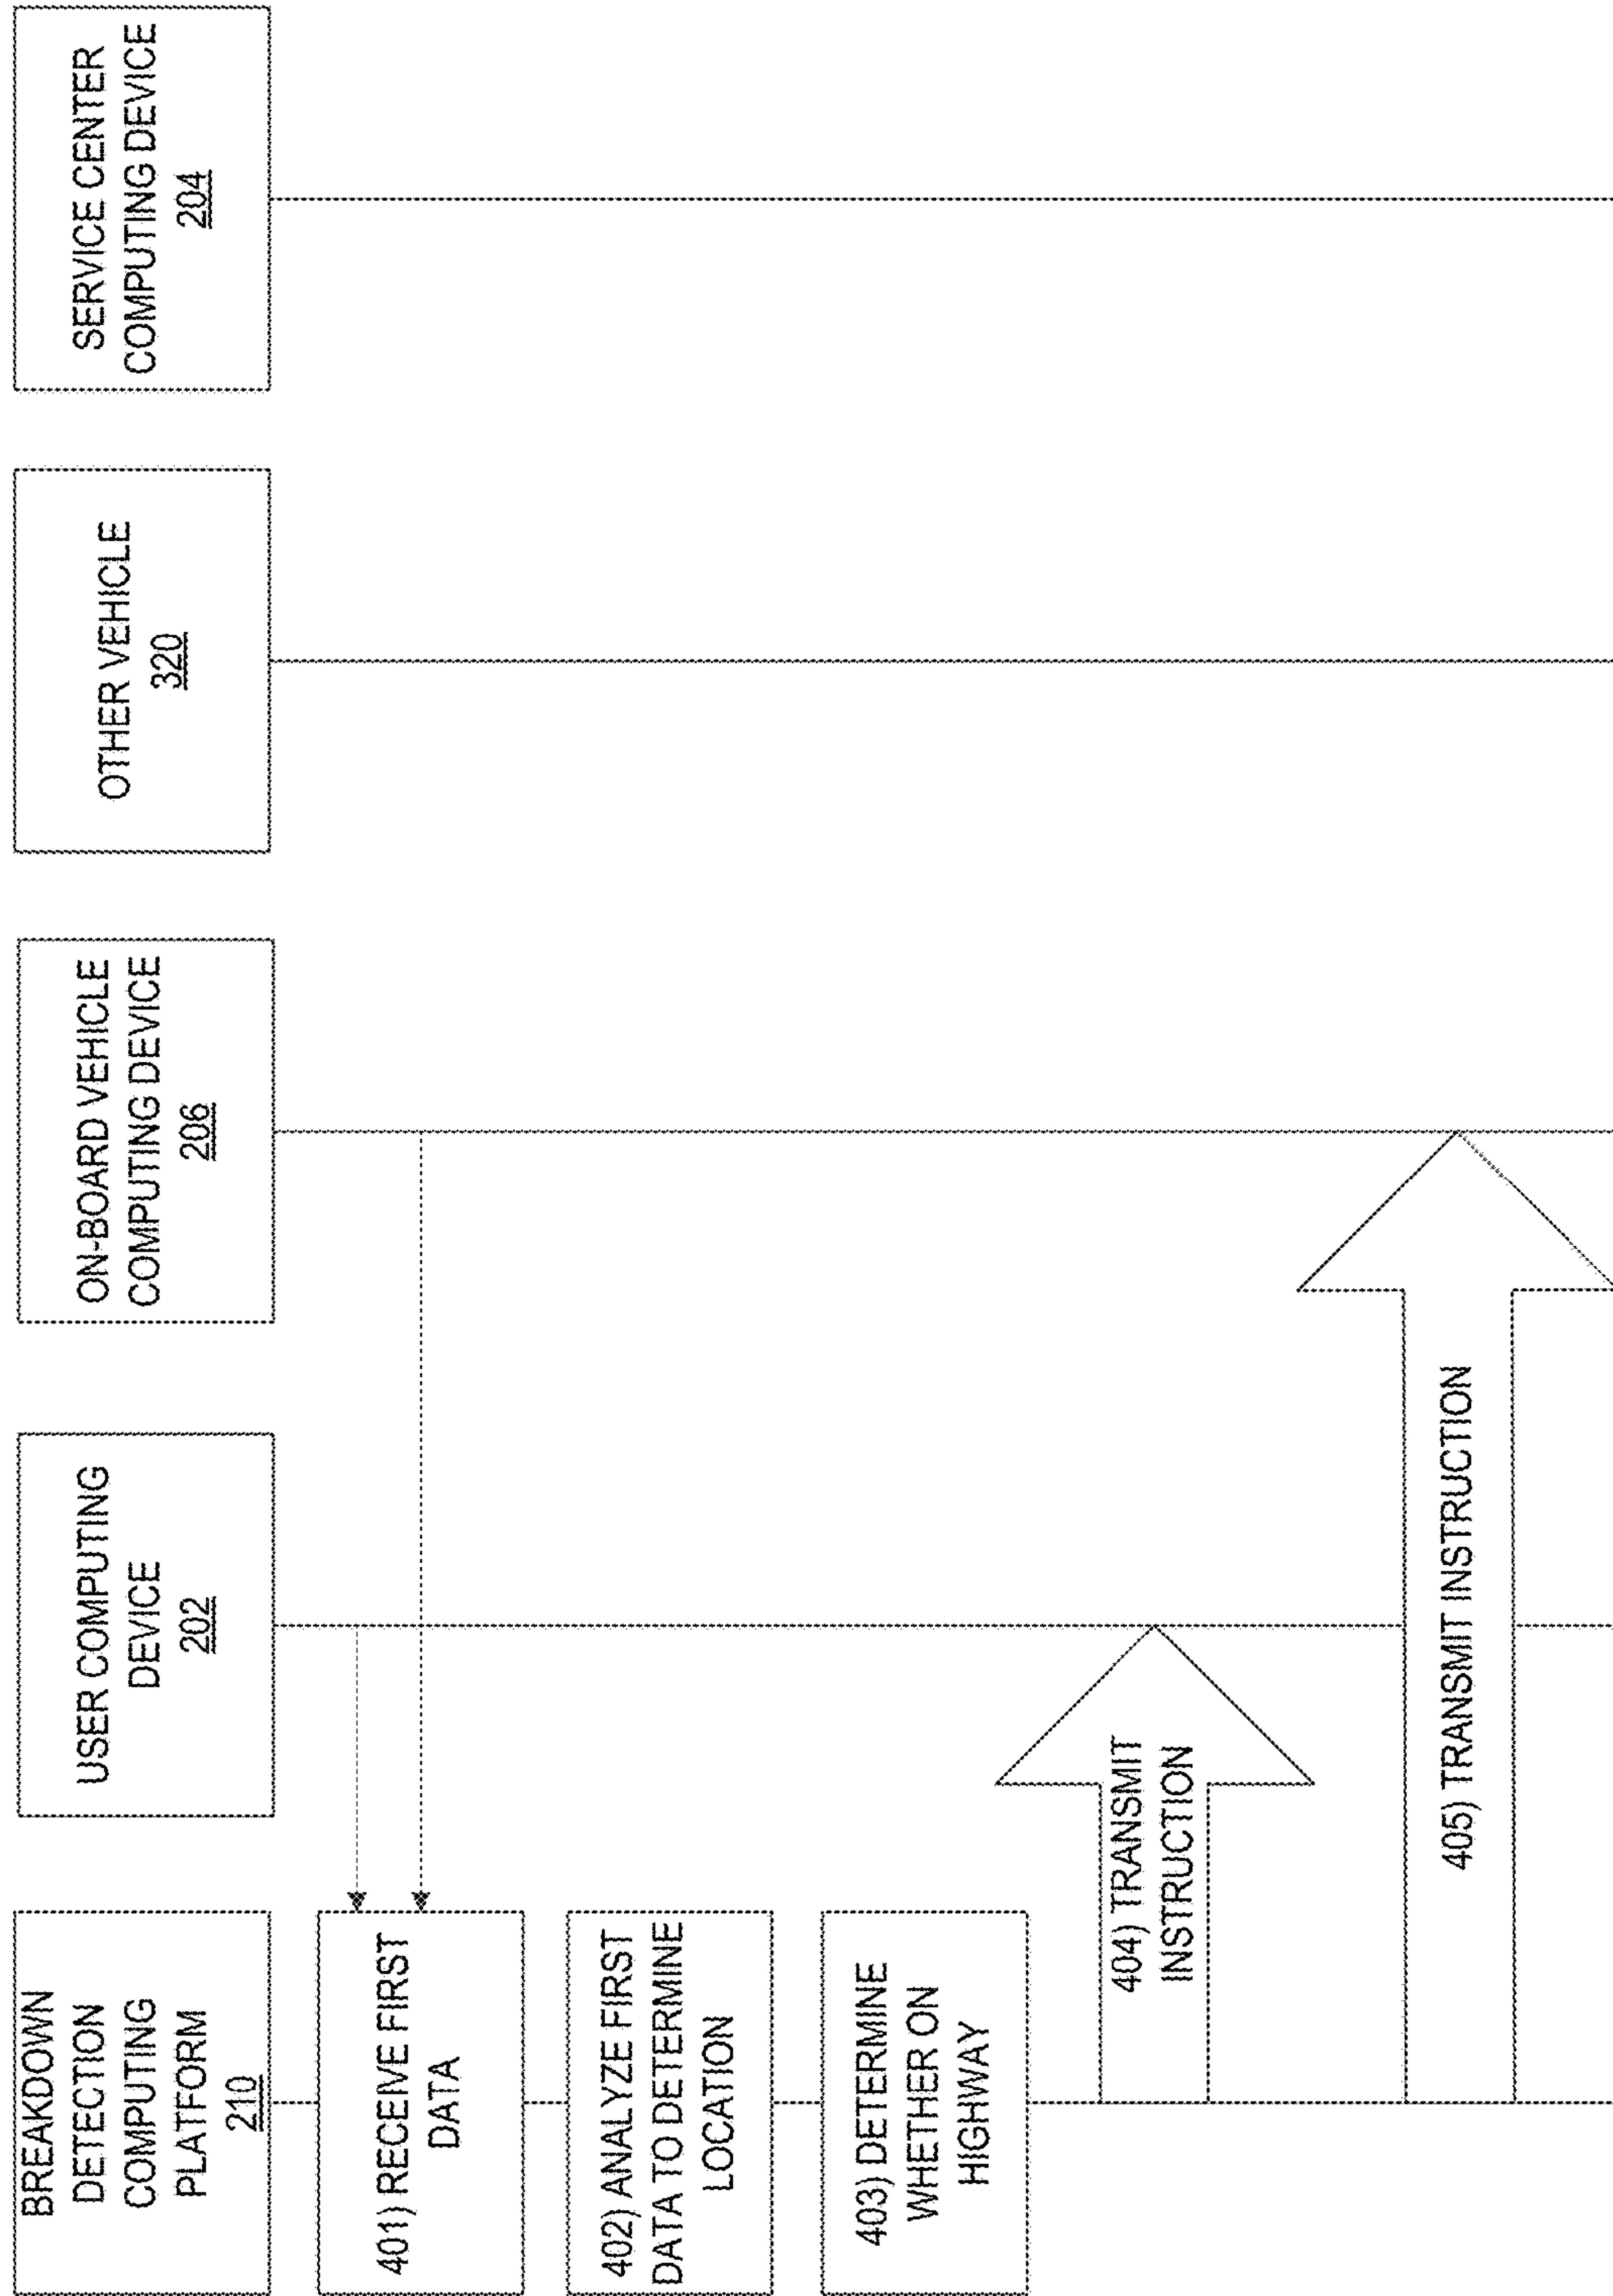 BREAKDOWN
DETECTION
COMPUTING
PLATFORM
210
USER COMPUTING
DEVICE
202
ON-BOARD VEHICLE
COMPUTING DEVICE
206
OTHER VEHICLE
320
SERVICE CENTER
COMPUTING DEVICE
204
401) RECEIVE FIRST
DATA
402) ANALYZE FIRST
DATA TO DETERMINE
LOCATION
403) DETERMINE
WHETHER ON
HIGHWAY
404) TRANSMIT
INSTRUCTION
405) TRANSMIT INSTRUCTION